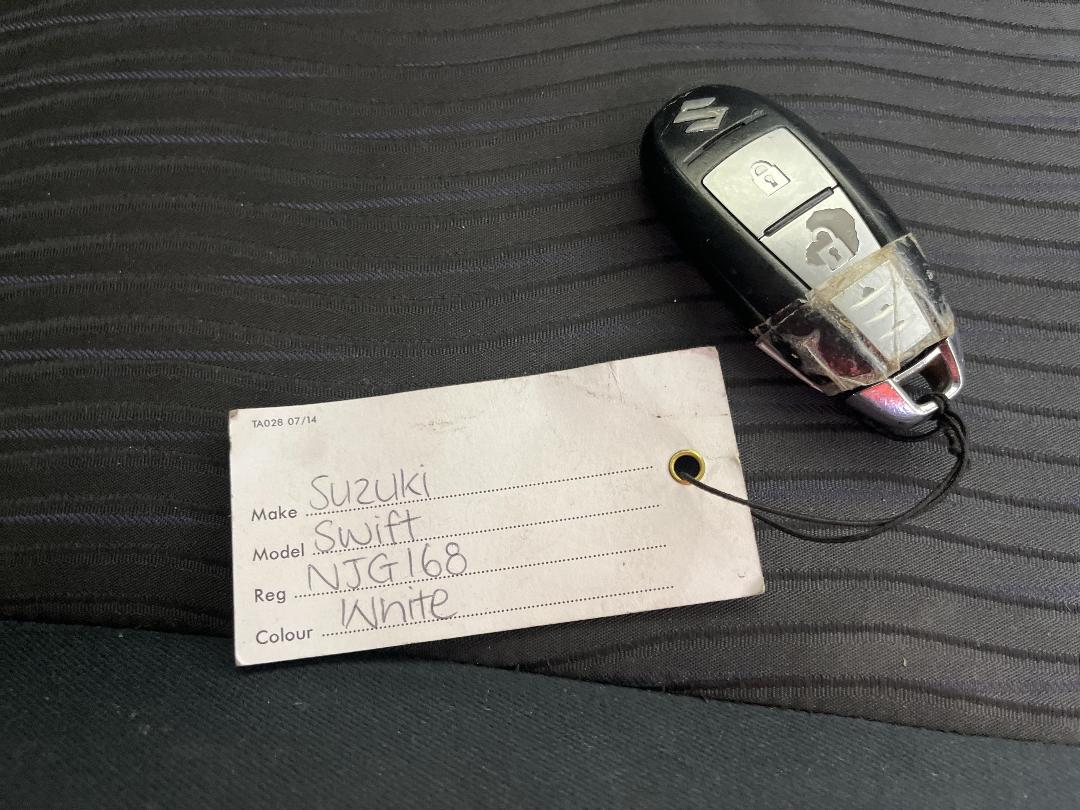 TA028 07/14
Make Suzuki
Model Swift
Reg NJG168
Colour White